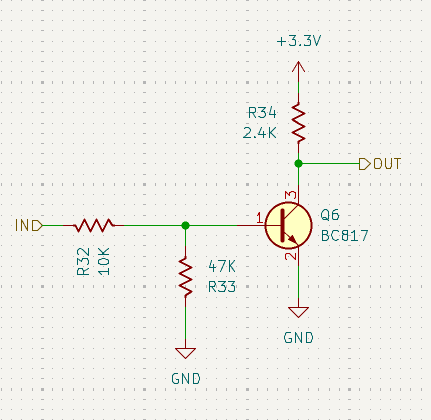 +3.3V
R34
2.4K
OUT
3
IN
1
Q6
BC817
R32
10K
2
47K
R33
GND
GND